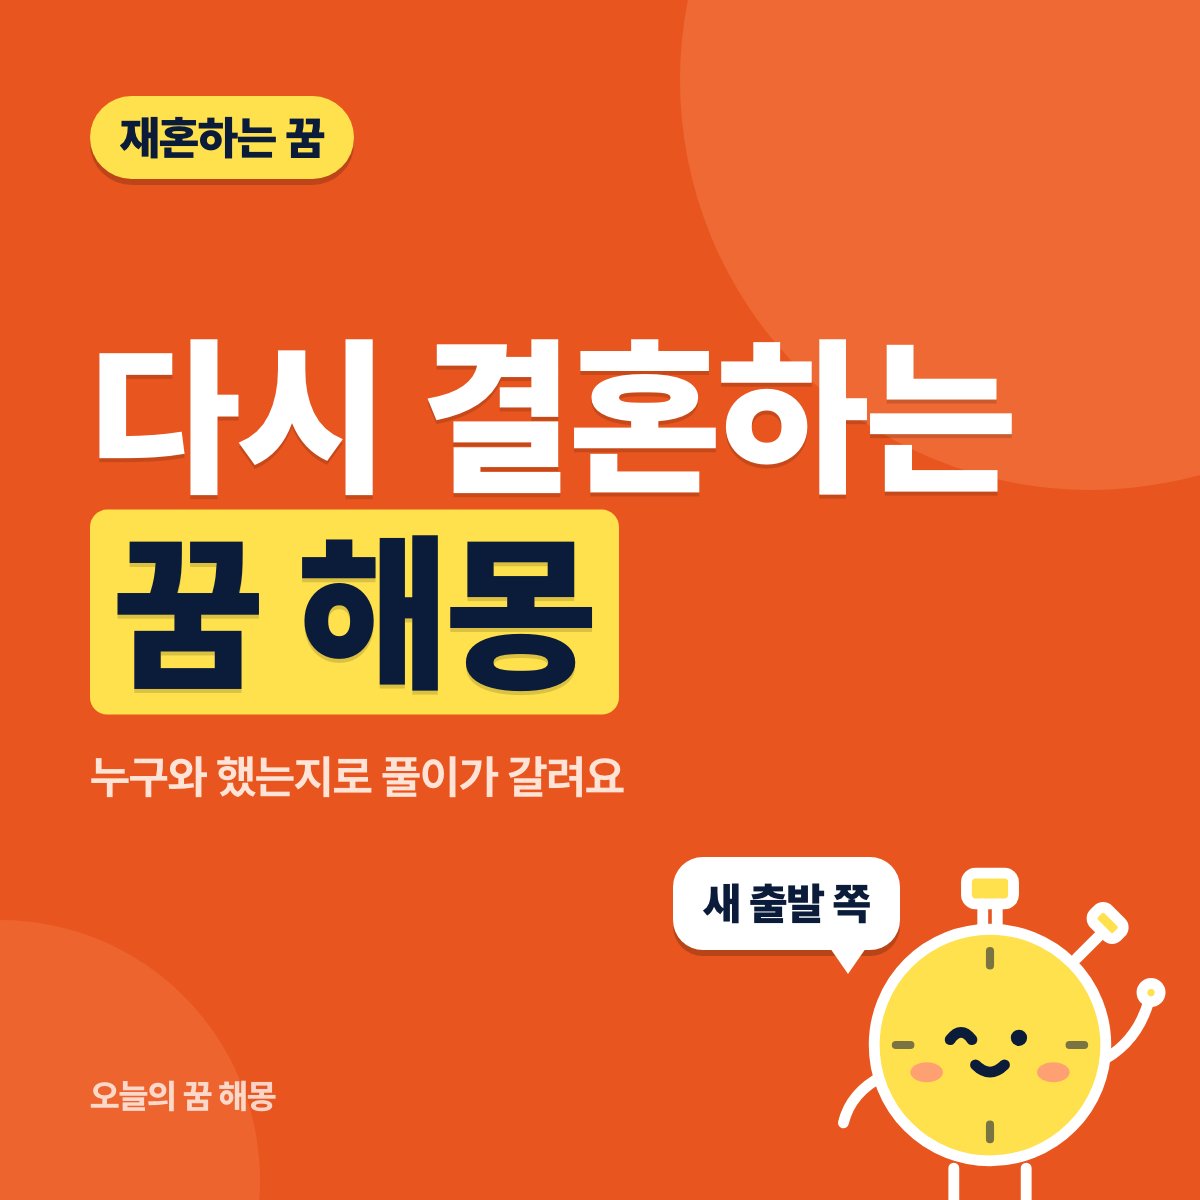 재혼하는 꿈
다시 결혼하는
꿈 해몽
누구와 했는지로 풀이가 갈려요
새 출발 쪽
오늘의 꿈 해몽